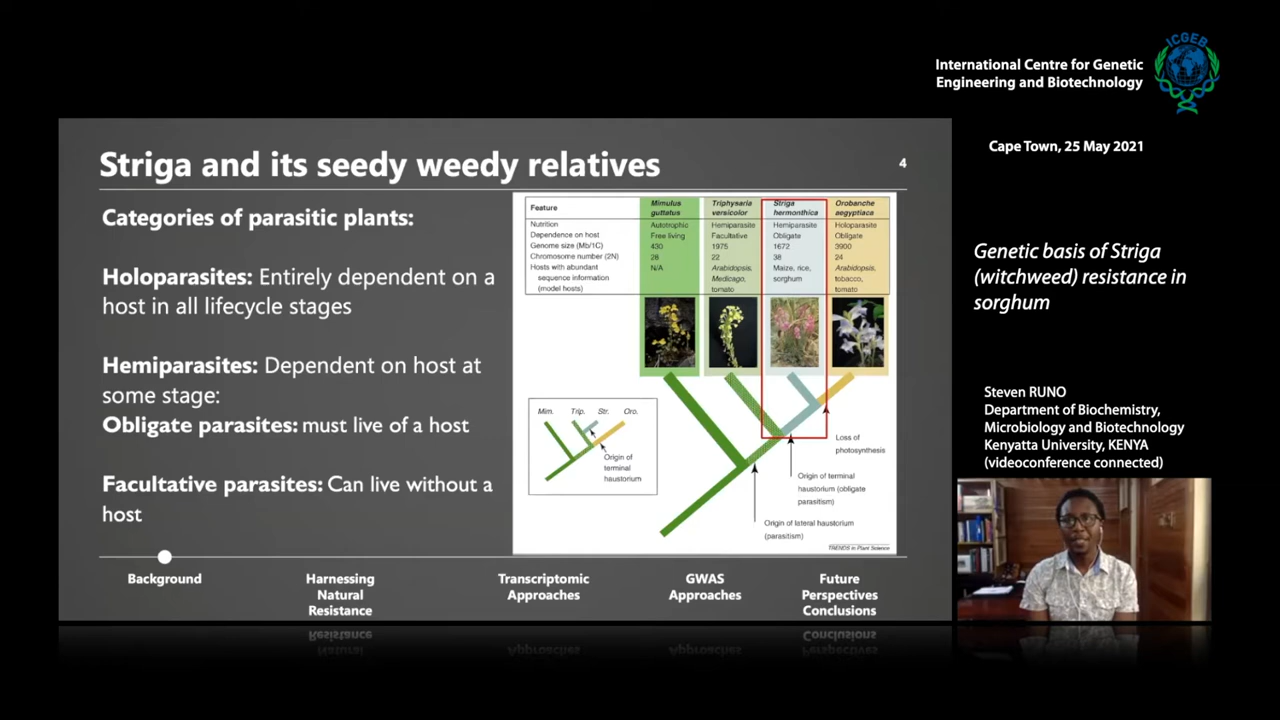 ICGEB
International Centre for Genetic
Engineering and Biotechnology
Cape Town, 25 May 2021
Striga and its seedy weedy relatives
4
Categories of parasitic plants:
Holoparasites: Entirely dependent on a
host in all lifecycle stages
Hemiparasites: Dependent on host at
some stage:
Obligate parasites: must live of a host
Facultative parasites: Can live without a
host
Feature
Mimulus
guttatus
Triphysaria
versicolor
Striga
hermonthica
Orobanche
aegyptiaca
Nutrition Autotrophic Hemiparasite Hemiparasite Holoparasite
Dependence on host Free living Facultative Obligate Obligate
Genome size (Mb/1C) 430 1975 1672 3900
Chromosome number (2N) 28 22 38 24
Hosts with abundant N/A Arabidopsis, Maize, rice, Arabidopsis,
sequence information Medicago, sorghum tobacco,
(model hosts) tomato tomato
Mim. Trip. Str. Oro.
Origin of
terminal
haustorium
Loss of
photosynthesis
Origin of terminal
haustorium (obligate
parasitism)
Origin of lateral haustorium
(parasitism)
TRENDS in Plant Science
Background
Harnessing
Natural
Resistance
Transcriptomic
Approaches
GWAS
Approaches
Future
Perspectives
Conclusions
Genetic basis of Striga
(witchweed) resistance in
sorghum
Steven RUNO
Department of Biochemistry,
Microbiology and Biotechnology
Kenyatta University, KENYA
(videoconference connected)